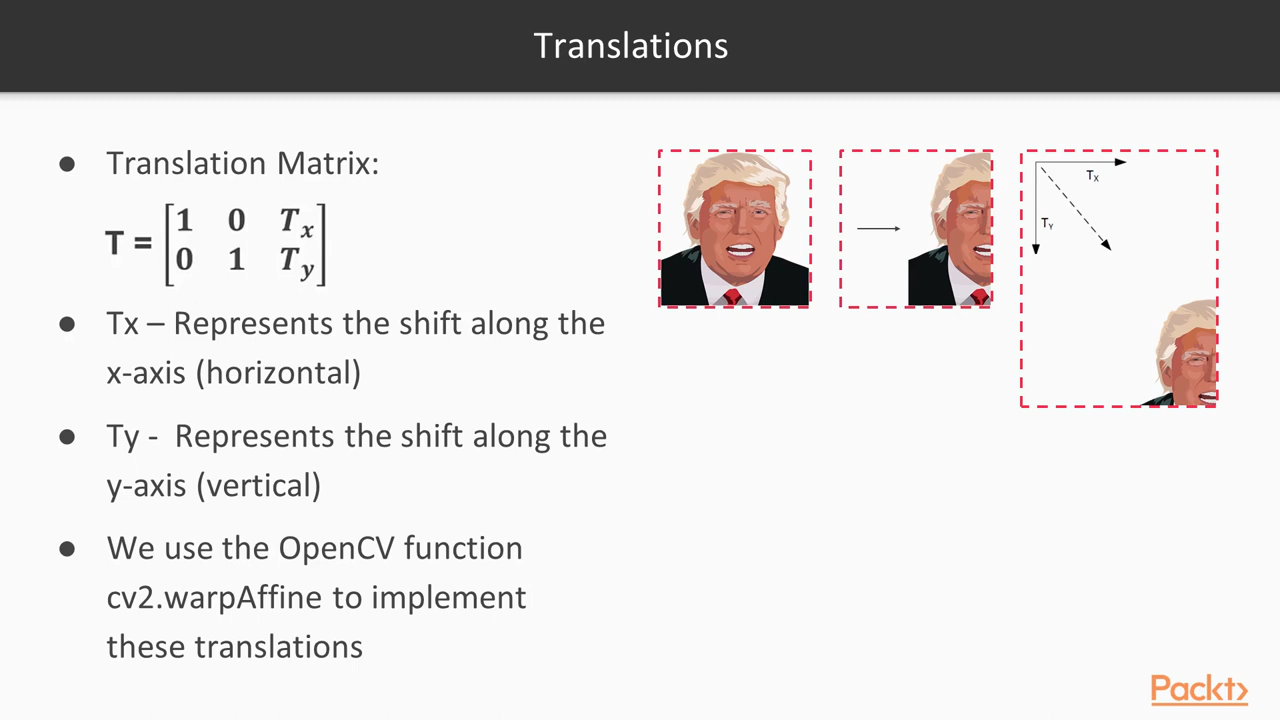 Translations
● Translation Matrix:
T = [1 0 Tx
0 1 Ty]
● Tx – Represents the shift along the
x-axis (horizontal)
● Ty - Represents the shift along the
y-axis (vertical)
● We use the OpenCV function
cv2.warpAffine to implement
these translations
TX
TY
Packt>